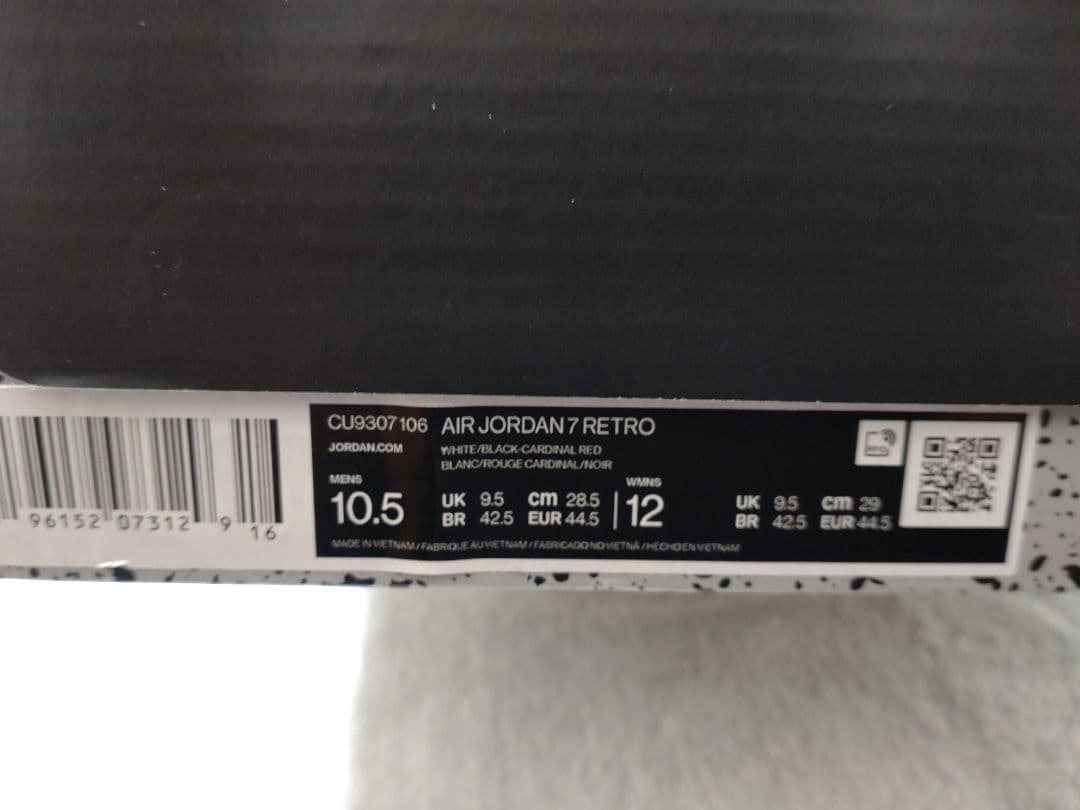 96152 07312 9 16
CU9307 106 AIR JORDAN 7 RETRO
JORDAN.COM
WHITE/BLACK-CARDINAL RED
BLANC/ROUGE CARDINAL/NOIR
MENS
10.5
UK 9.5 cm 28.5
BR 42.5 EUR 44.5
WMNS
12
UK 9.5 cm 29
BR 42.5 EUR 44.5
MADE IN VIETNAM / FABRIQUE AU VIETNAM / FABRICADO NO VIETNÃ / HECHO EN VIETNAM